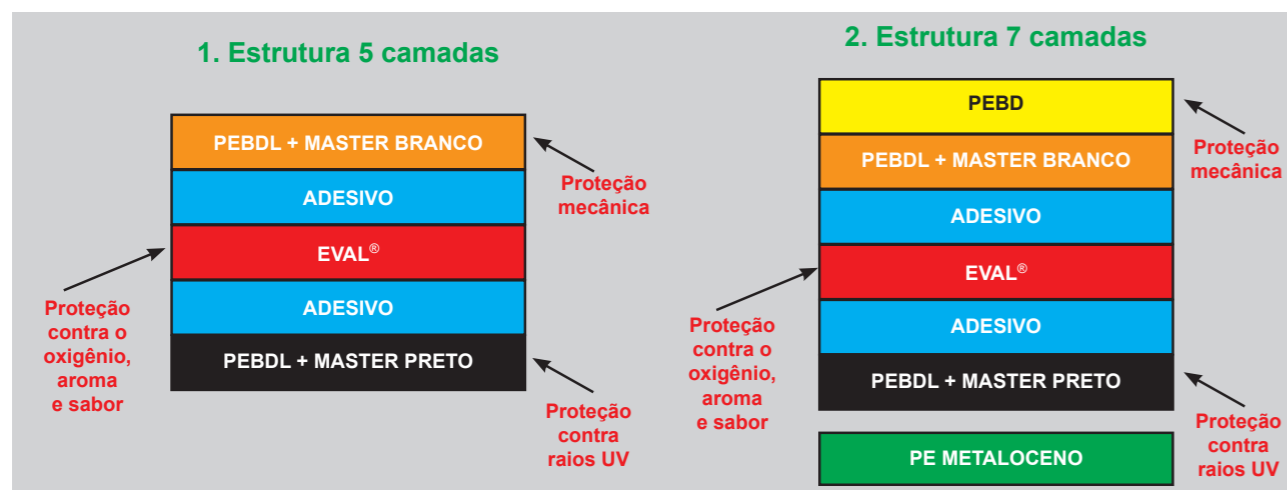 1. Estrutura 5 camadas
PEBDL + MASTER BRANCO
ADESIVO
EVAL®
ADESIVO
PEBDL + MASTER PRETO
Proteção
mecânica
Proteção
contra o
oxigênio,
aroma
e sabor
Proteção
contra
raios UV
2. Estrutura 7 camadas
PEBD
PEBDL + MASTER BRANCO
ADESIVO
EVAL®
ADESIVO
PEBDL + MASTER PRETO
PE METALOCENO
Proteção
mecânica
Proteção
contra o
oxigênio,
aroma
e sabor
Proteção
contra
raios UV